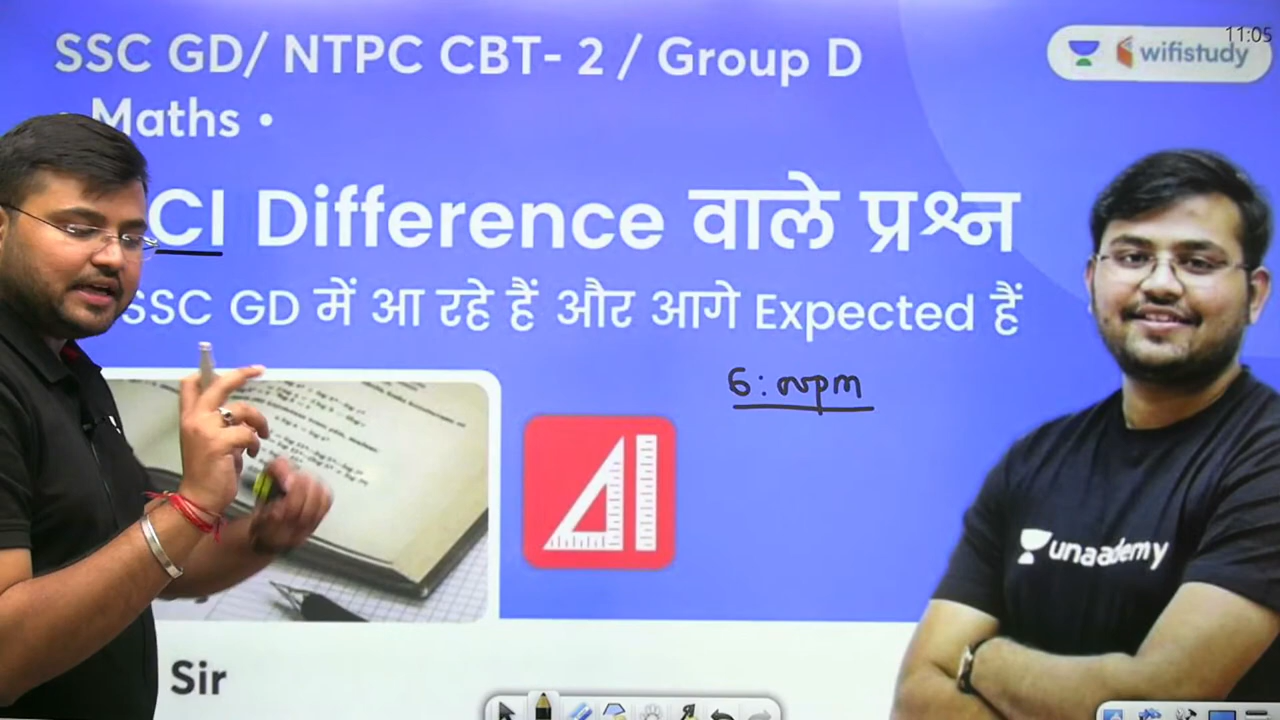 SSC GD/ NTPC CBT- 2 / Group D
11:05
wifistudy
• Maths •
CI Difference वाले प्रश्न
SSC GD में आ रहे हैं और आगे Expected हैं
6:00pm
unacademy
Sir